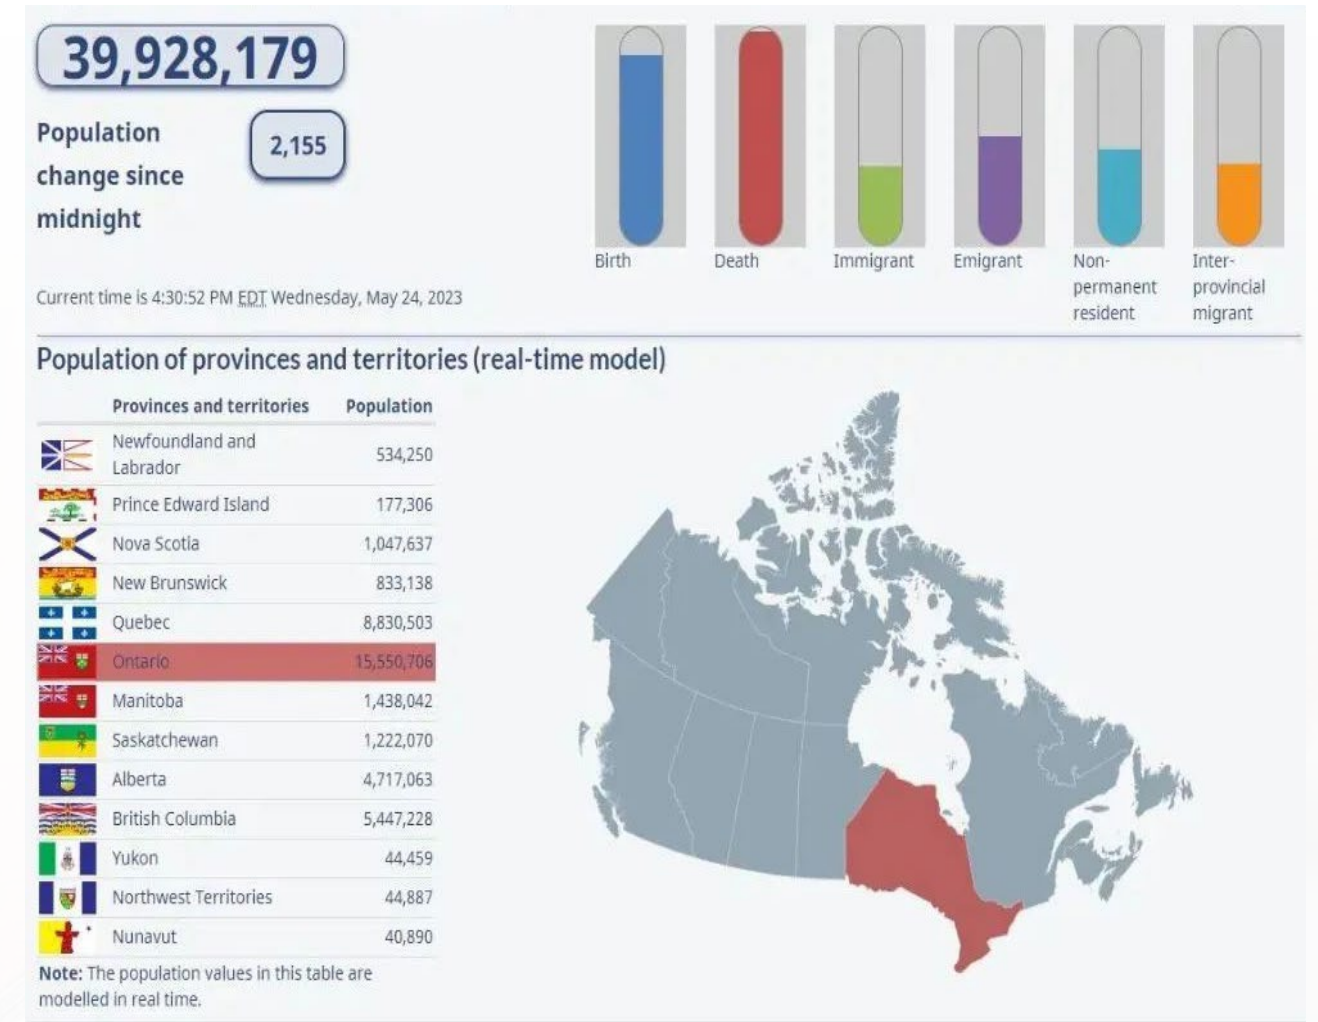 39,928,179
Population
change since
midnight
2,155
Current time is 4:30:52 PM EDT Wednesday, May 24, 2023
Birth
Death
Immigrant
Emigrant
Non-
permanent
resident
Inter-
provincial
migrant
Population of provinces and territories (real-time model)
Provinces and territories Population
Newfoundland and
Labrador 534,250
Prince Edward Island 177,306
Nova Scotia 1,047,637
New Brunswick 833,138
Quebec 8,830,503
Ontario 15,550,706
Manitoba 1,438,042
Saskatchewan 1,222,070
Alberta 4,717,063
British Columbia 5,447,228
Yukon 44,459
Northwest Territories 44,887
Nunavut 40,890
Note: The population values in this table are
modelled in real time.